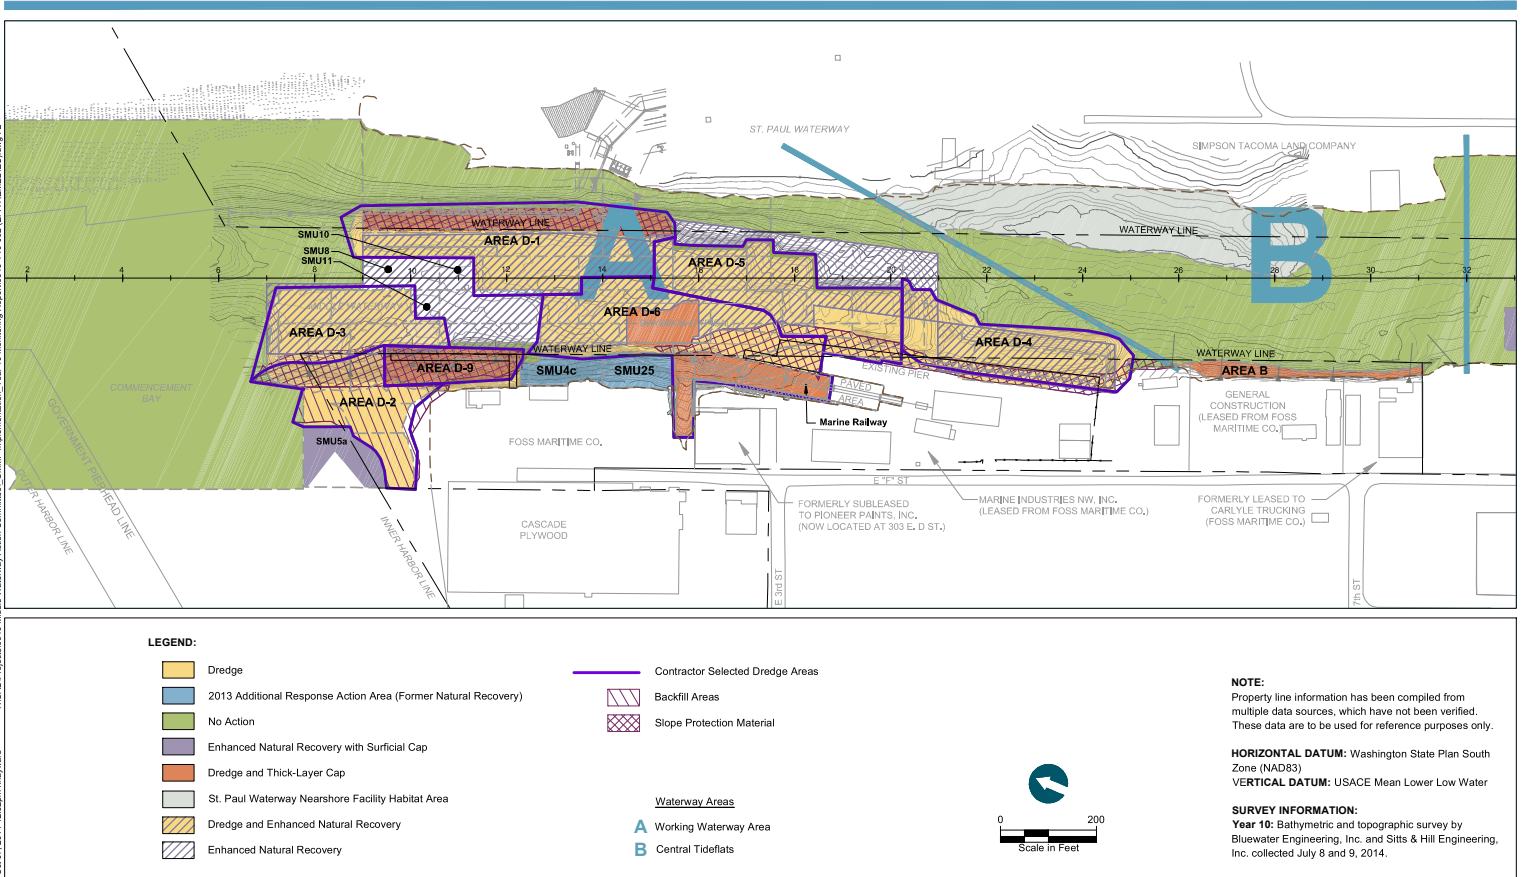 ST. PAUL WATERWAY
SIMPSON TACOMA LAND COMPANY
WATERWAY LINE
WATERWAY LINE
SMU10
SMU8
SMU11
AREA D-1
A
B
AREA D-5
2 4 6 8 10 12 14 16 18 20 22 24 26 28 30 32
AREA D-6
AREA D-3
AREA D-4
WATERWAY LINE
WATERWAY LINE
AREA D-9
SMU4c
SMU25
EXISTING PIER
AREA B
PAVED
AREA
COMMENCEMENT
BAY
AREA D-2
Marine Railway
GENERAL
CONSTRUCTION
(LEASED FROM FOSS
MARITIME CO.)
SMU5a
FOSS MARITIME CO.
GOVERNMENT PIERHEAD LINE
OUTER HARBOR LINE
INNER HARBOR LINE
E "F" ST
CASCADE
PLYWOOD
FORMERLY SUBLEASED
TO PIONEER PAINTS, INC.
(NOW LOCATED AT 303 E. D ST.)
MARINE INDUSTRIES NW, INC.
(LEASED FROM FOSS MARITIME CO.)
FORMERLY LEASED TO
CARLYLE TRUCKING
(FOSS MARITIME CO.)
E 3rd ST
7th ST
LEGEND:
Dredge
2013 Additional Response Action Area (Former Natural Recovery)
No Action
Enhanced Natural Recovery with Surficial Cap
Dredge and Thick-Layer Cap
St. Paul Waterway Nearshore Facility Habitat Area
Dredge and Enhanced Natural Recovery
Enhanced Natural Recovery
Contractor Selected Dredge Areas
Backfill Areas
Slope Protection Material
Waterway Areas
A Working Waterway Area
B Central Tideflats
0 200
Scale in Feet
NOTE:
Property line information has been compiled from
multiple data sources, which have not been verified.
These data are to be used for reference purposes only.
HORIZONTAL DATUM: Washington State Plan South
Zone (NAD83)
VERTICAL DATUM: USACE Mean Lower Low Water
SURVEY INFORMATION:
Year 10: Bathymetric and topographic survey by
Bluewater Engineering, Inc. and Sitts & Hill Engineering,
Inc. collected July 8 and 9, 2014.